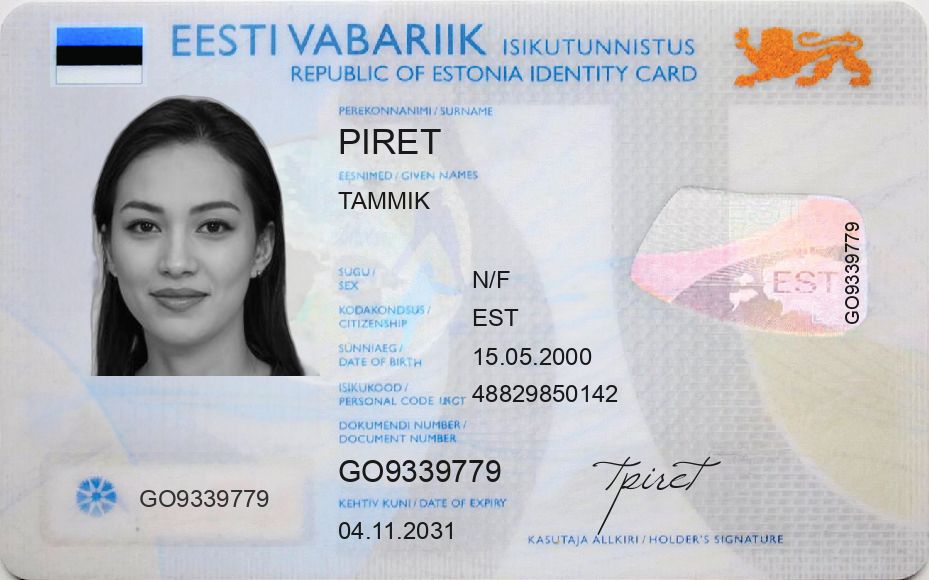 EESTI VABARIIK ISIKUTUNNISTUS
REPUBLIC OF ESTONIA IDENTITY CARD
PEREKONNANIMI / SURNAME
PIRET
EESNIMED / GIVEN NAMES
TAMMIK
SUGU /
SEX
N/F
KODAKONDSUS /
CITIZENSHIP
EST
SÜNNIAEG /
DATE OF BIRTH
15.05.2000
ISIKUKOOD /
PERSONAL CODE
48829850142
DOKUMENDI NUMBER /
DOCUMENT NUMBER
GO9339779
KEHTIV KUNI / DATE OF EXPIRY
04.11.2031
GO9339779
EST
GO9339779
Tpiret
KASUTAJA ALLKIRI / HOLDER'S SIGNATURE